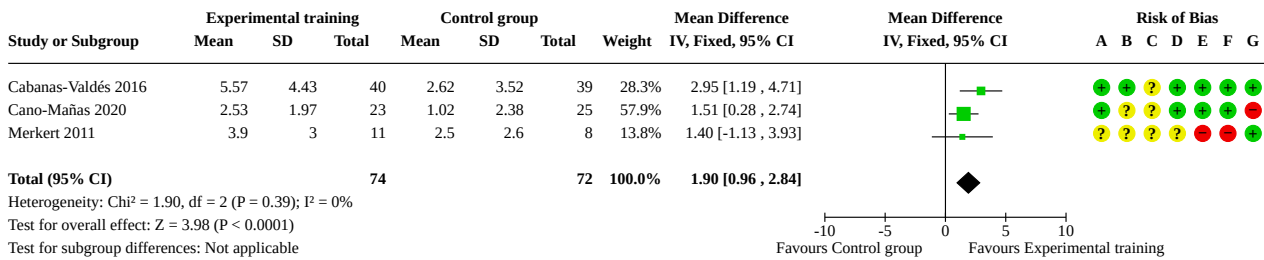 Experimental training Control group Mean Difference Mean Difference Risk of Bias
Study or Subgroup Mean SD Total Mean SD Total Weight IV, Fixed, 95% CI IV, Fixed, 95% CI A B C D E F G
Cabanas-Valdés 2016 5.57 4.43 40 2.62 3.52 39 28.3% 2.95 [1.19 , 4.71] + + ? + + + +
Cano-Mañas 2020 2.53 1.97 23 1.02 2.38 25 57.9% 1.51 [0.28 , 2.74] + ? ? + + + −
Merkert 2011 3.9 3 11 2.5 2.6 8 13.8% 1.40 [-1.13 , 3.93] ? ? ? ? − − +
Total (95% CI) 74 72 100.0% 1.90 [0.96 , 2.84]
Heterogeneity: Chi² = 1.90, df = 2 (P = 0.39); I² = 0%
Test for overall effect: Z = 3.98 (P < 0.0001)
-10 -5 0 5 10
Test for subgroup differences: Not applicable Favours Control group Favours Experimental training